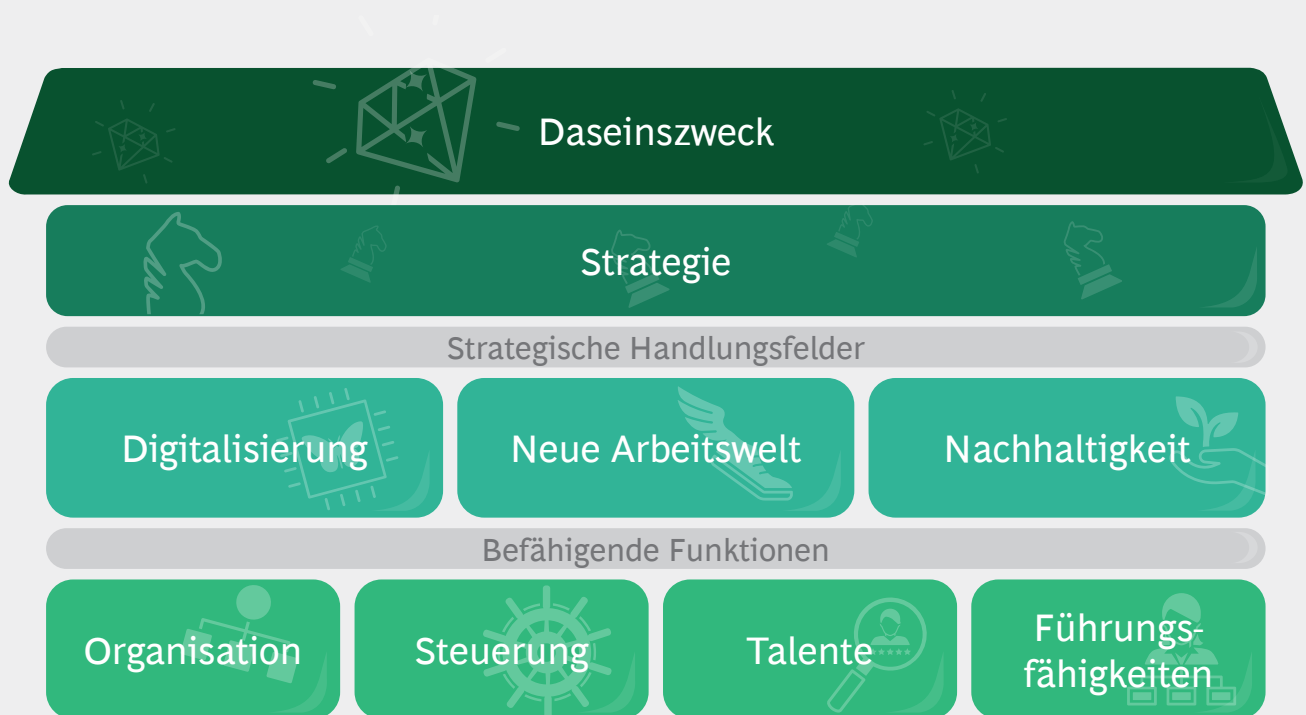 Daseinszweck
Strategie
Strategische Handlungsfelder
Digitalisierung
Neue Arbeitswelt
Nachhaltigkeit
Befähigende Funktionen
Organisation
Steuerung
Talente
Führungs-
fähigkeiten